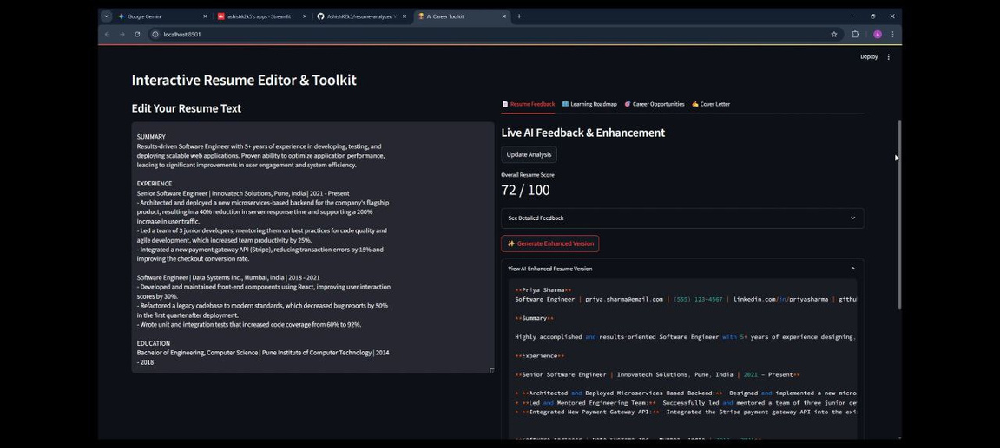 Google Gemini
ashishk2k5's apps · Streamlit
localhost:8501
AI Career Toolkit
Deploy
Interactive Resume Editor & Toolkit
Edit Your Resume Text
SUMMARY
Results-driven Software Engineer with 5+ years of experience in developing, testing, and
deploying scalable web applications. Proven ability to optimize application performance,
leading to significant improvements in user engagement and system efficiency.
EXPERIENCE
Senior Software Engineer | Innovatech Solutions, Pune, India | 2021 - Present
- Architected and deployed a new microservices-based backend for the company's flagship
product, resulting in a 40% reduction in server response time and supporting a 200%
increase in user traffic.
- Led a team of 3 junior developers, mentoring them on best practices for code quality and
agile development, which increased team productivity by 25%.
- Integrated a new payment gateway API (Stripe), reducing transaction errors by 15% and
improving the checkout conversion rate.
Software Engineer | Data Systems Inc., Mumbai, India | 2018 - 2021
- Developed and maintained front-end components using React, improving user interaction
scores by 30%.
- Refactored a legacy codebase to modern standards, which decreased bug reports by 50%
in the first quarter after deployment.
- Wrote unit and integration tests that increased code coverage from 60% to 92%.
EDUCATION
Bachelor of Engineering, Computer Science | Pune Institute of Computer Technology | 2014
- 2018
Resume Feedback
Learning Roadmap
Career Opportunities
Cover Letter
Live AI Feedback & Enhancement
Update Analysis
Overall Resume Score
72 / 100
See Detailed Feedback
✨ Generate Enhanced Version
View AI-Enhanced Resume Version
**Priya Sharma**
Software Engineer | priya.sharma@email.com | (555) 123-4567 | linkedin.com/in/priyasharma | githu
**Summary**
Highly accomplished and results-oriented Software Engineer with 5+ years of experience designing,
**Experience**
**Senior Software Engineer | Innovatech Solutions, Pune, India | 2021 – Present**
* **Architected and Deployed Microservices-Based Backend:** Designed and implemented a new micro
* **Led and Mentored Engineering Team:** Successfully led and mentored a team of three junior de
* **Integrated New Payment Gateway API:** Integrated the Stripe payment gateway API into the exi